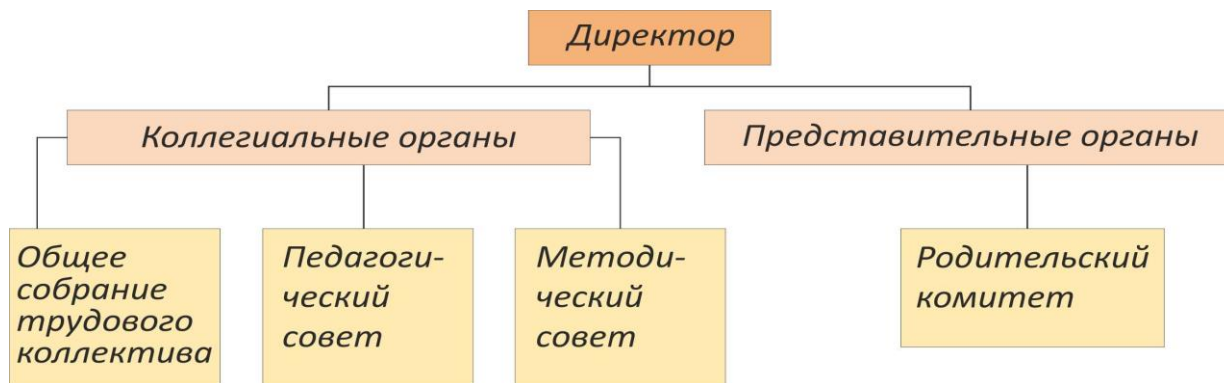 Директор
Коллегиальные органы
Представительные органы
Общее
собрание
трудового
коллектива
Педагоги-
ческий
совет
Методи-
ческий
совет
Родительский
комитет